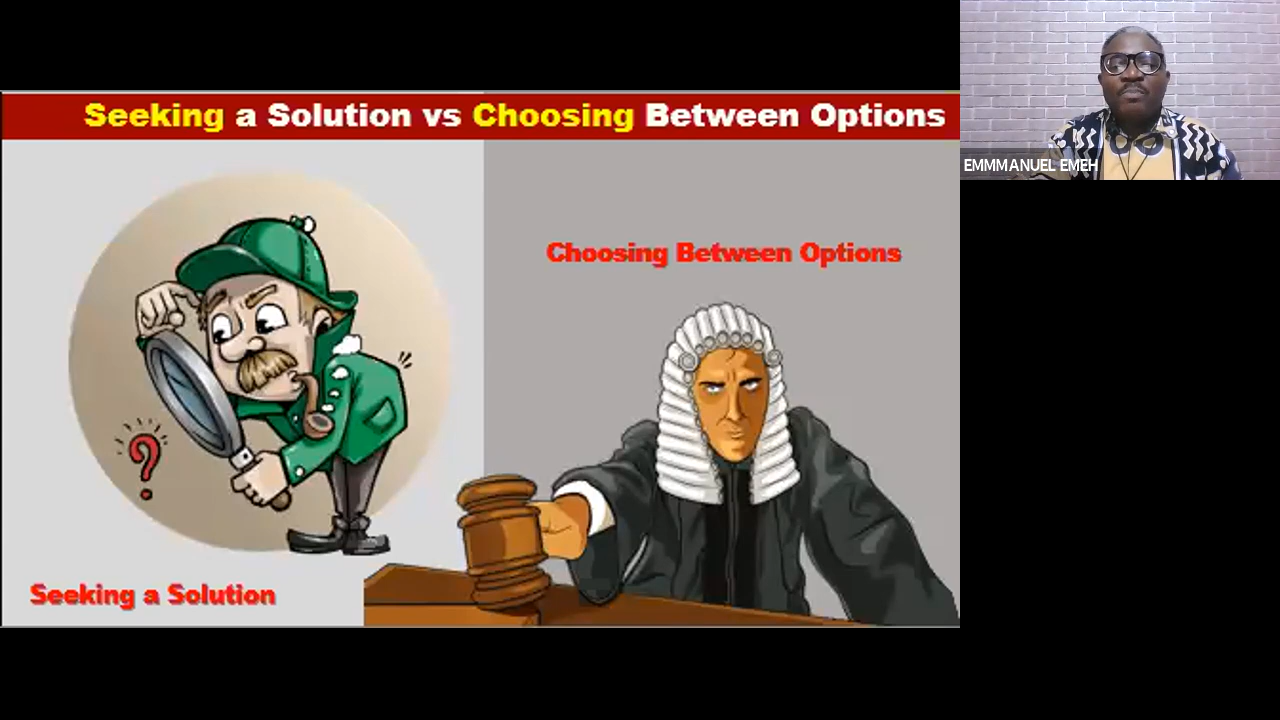 Seeking a Solution vs Choosing Between Options
EMMMANUEL EMEH
Choosing Between Options
?
Seeking a Solution